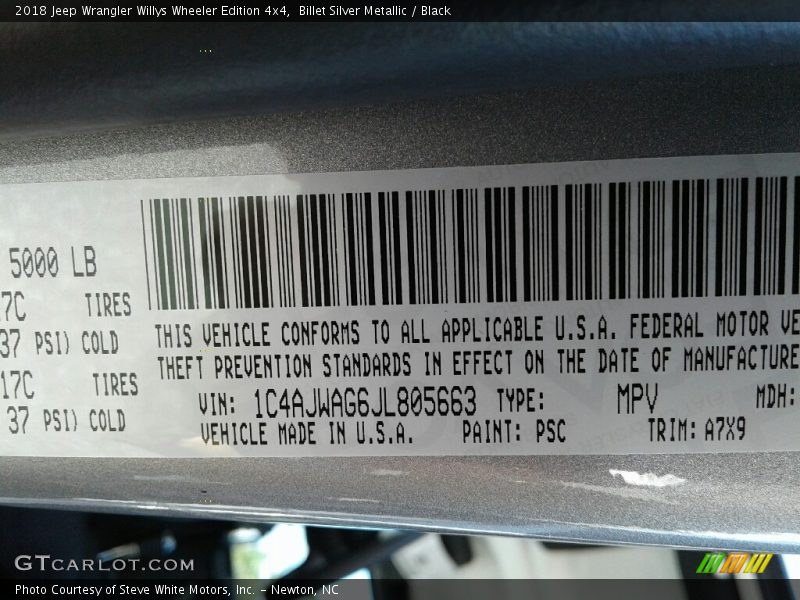 2018 Jeep Wrangler Willys Wheeler Edition 4x4,  Billet Silver Metallic / Black
5000 LB
17C TIRES
37 PSI) COLD
17C TIRES
37 PSI) COLD
THIS VEHICLE CONFORMS TO ALL APPLICABLE U.S.A. FEDERAL MOTOR VE
THEFT PREVENTION STANDARDS IN EFFECT ON THE DATE OF MANUFACTURE
VIN: 1C4AJWAG6JL805663 TYPE: MPV MDH:
VEHICLE MADE IN U.S.A. PAINT: PSC TRIM: A7X9
GTCARLOT.COM
Photo Courtesy of Steve White Motors, Inc. – Newton, NC